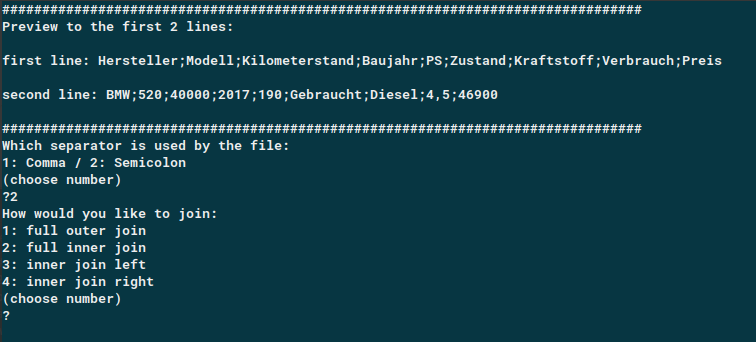 ################################################################################
Preview to the first 2 lines:
first line: Hersteller;Modell;Kilometerstand;Baujahr;PS;Zustand;Kraftstoff;Verbrauch;Preis
second line: BMW;520;40000;2017;190;Gebraucht;Diesel;4,5;46900
################################################################################
Which separator is used by the file:
1: Comma / 2: Semicolon
(choose number)
?2
How would you like to join:
1: full outer join
2: full inner join
3: inner join left
4: inner join right
(choose number)
?